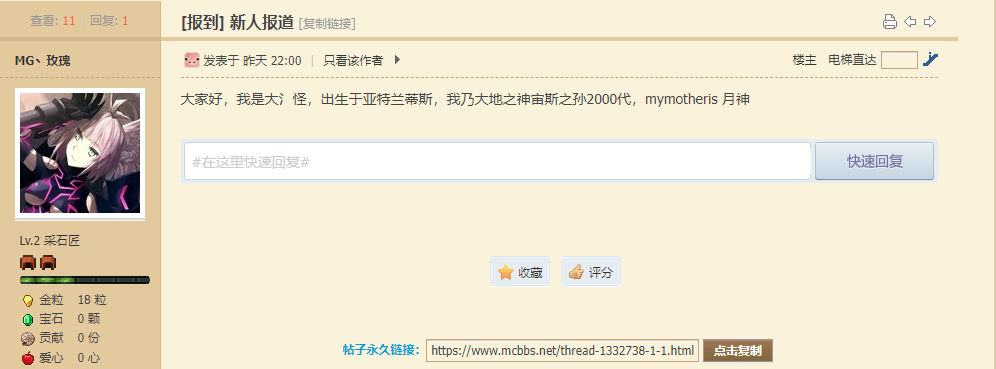 查看: 11 | 回复: 1
[报到] 新人报道 [复制链接]
MG丶玫瑰
发表于 昨天 22:00 | 只看该作者
楼主 电梯直达
大家好，我是大氵怪，出生于亚特兰蒂斯，我乃大地之神宙斯之孙2000代，mymotheris 月神
#在这里快速回复#
快速回复
Lv.2 采石匠
收藏
评分
金粒 18 粒
宝石 0 颗
贡献 0 份
爱心 0 心
帖子永久链接:
https://www.mcbbs.net/thread-1332738-1-1.html
点击复制